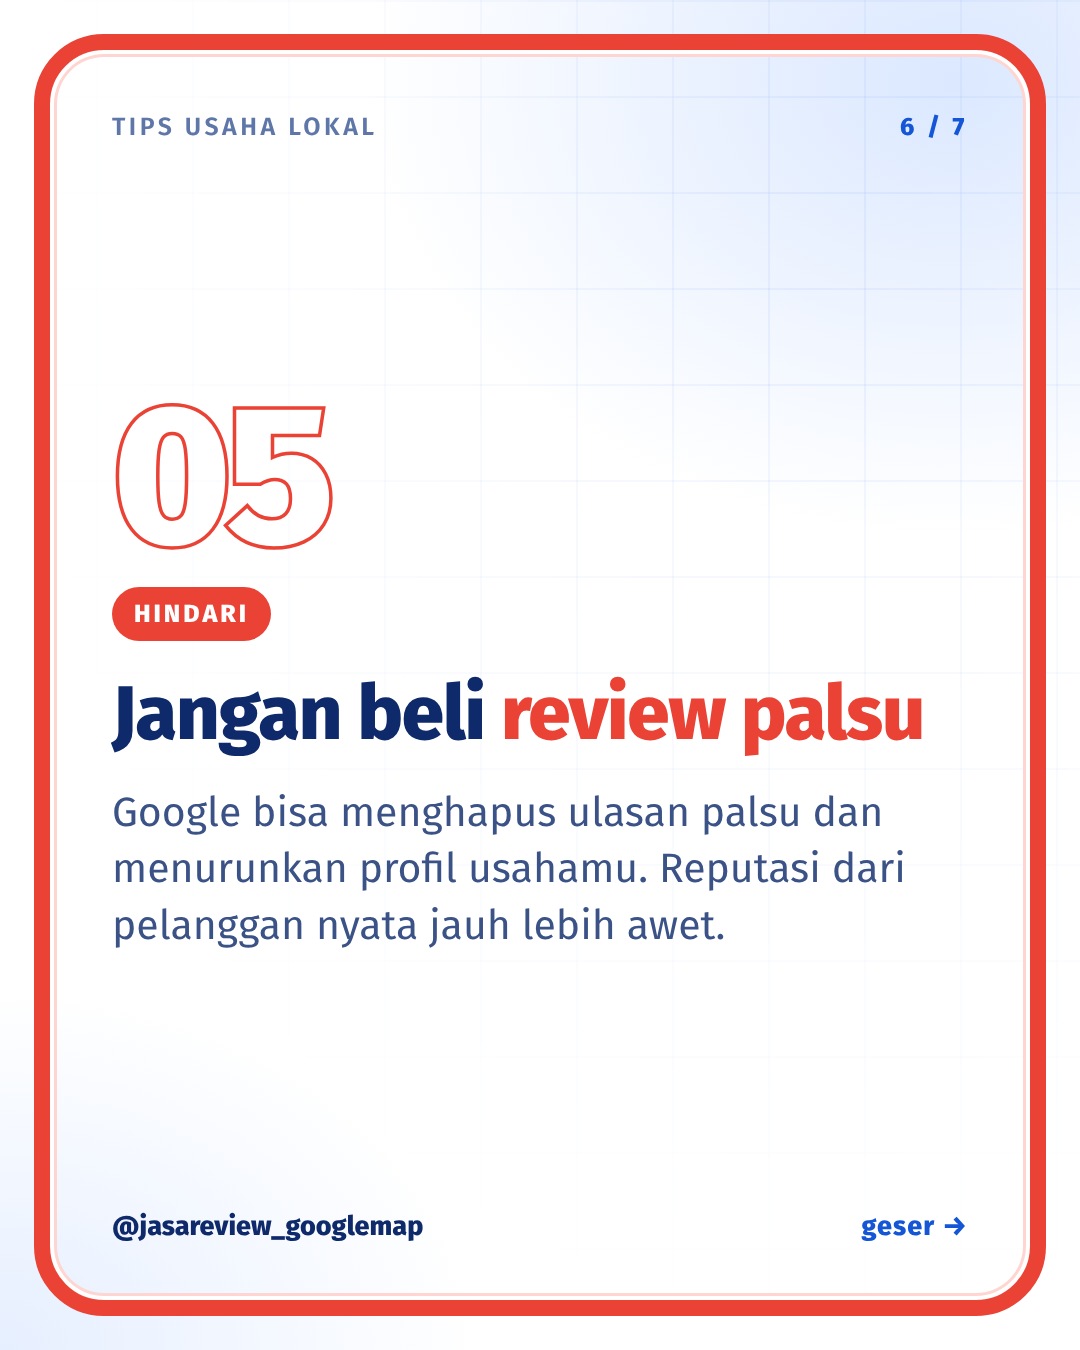 TIPS USAHA LOKAL
6 / 7
05
HINDARI
Jangan beli review palsu
Google bisa menghapus ulasan palsu dan
menurunkan profil usahamu. Reputasi dari
pelanggan nyata jauh lebih awet.
@jasareview_googlemap
geser →